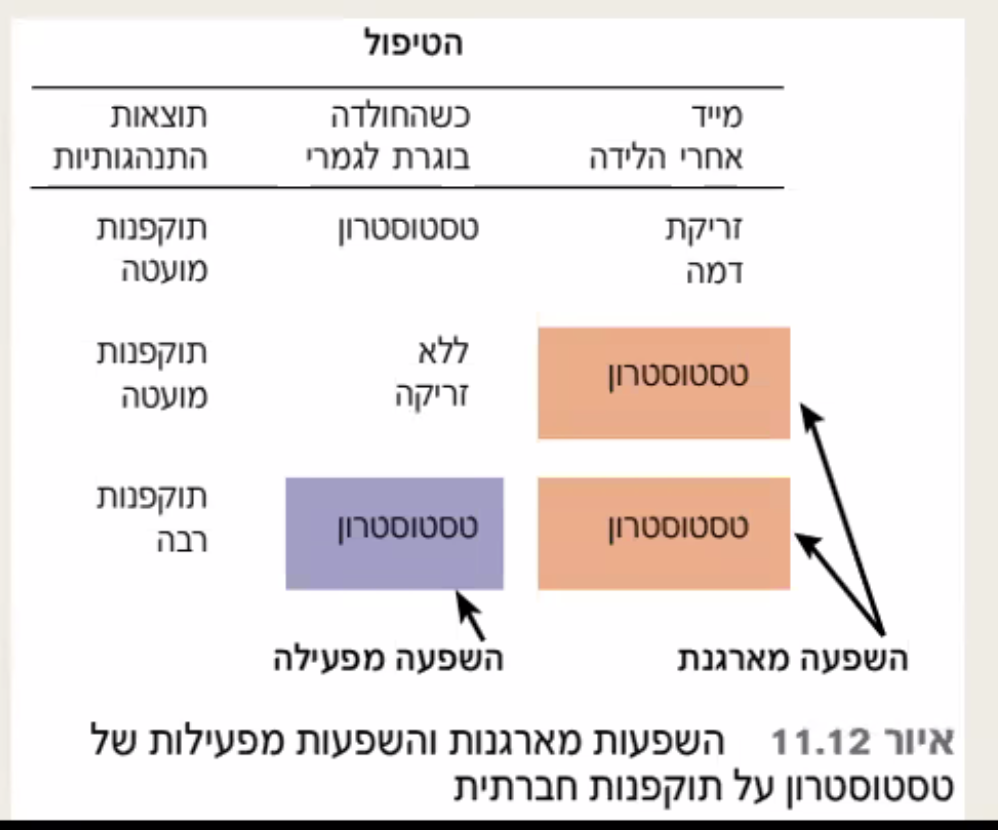 הטיפול
מייד כשהחולדה תוצאות
אחרי הלידה בוגרת לגמרי התנהגותיות
זריקת טסטוסטרון תוקפנות
דמה מועטה
טסטוסטרון ללא תוקפנות
זריקה מועטה
טסטוסטרון טסטוסטרון תוקפנות
רבה
השפעה מארגנת השפעה מפעילה
איור 11.12 השפעות מארגנות והשפעות מפעילות של
טסטוסטרון על תוקפנות חברתית